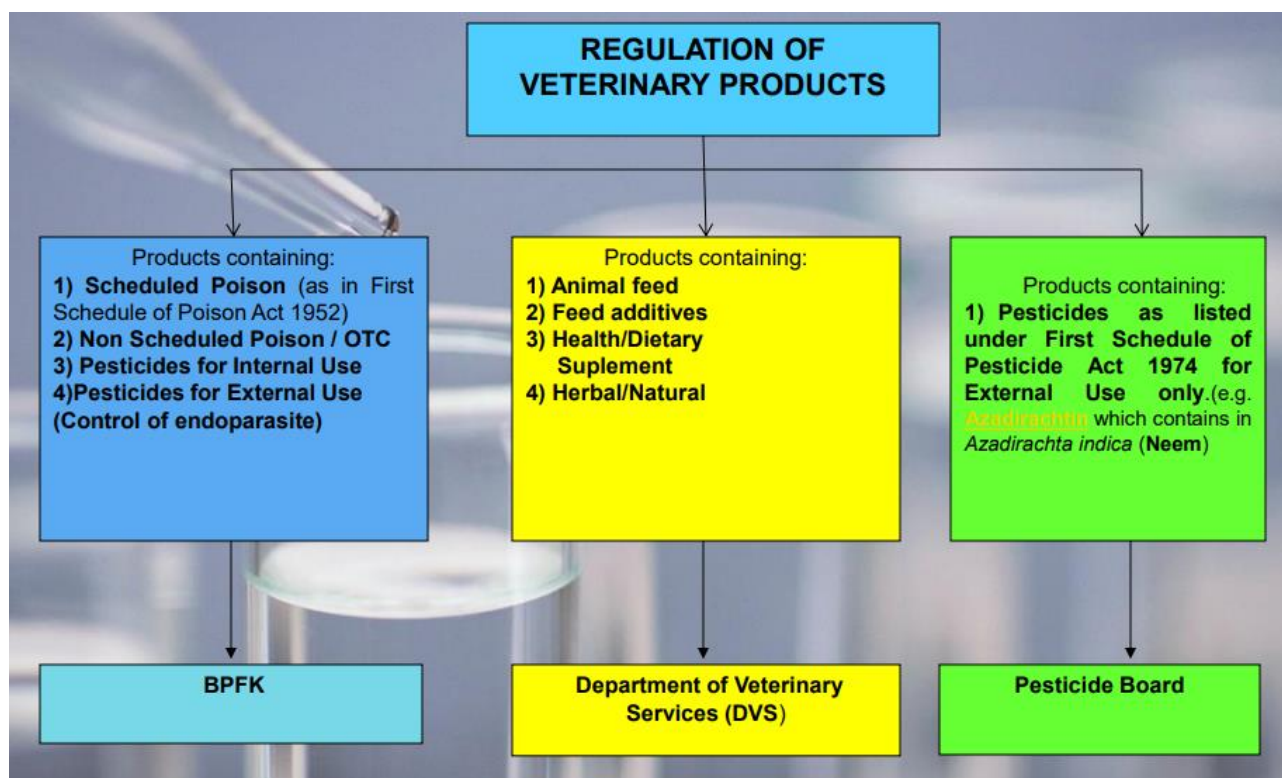 REGULATION OF
VETERINARY PRODUCTS
Products containing:
1) Scheduled Poison (as in First
Schedule of Poison Act 1952)
2) Non Scheduled Poison / OTC
3) Pesticides for Internal Use
4)Pesticides for External Use
(Control of endoparasite)
Products containing:
1) Animal feed
2) Feed additives
3) Health/Dietary
Suplement
4) Herbal/Natural
Products containing:
1) Pesticides as listed
under First Schedule of
Pesticide Act 1974 for
External Use only.(e.g.
Azadirachtin which contains in
Azadirachta indica (Neem)
BPFK
Department of Veterinary
Services (DVS)
Pesticide Board